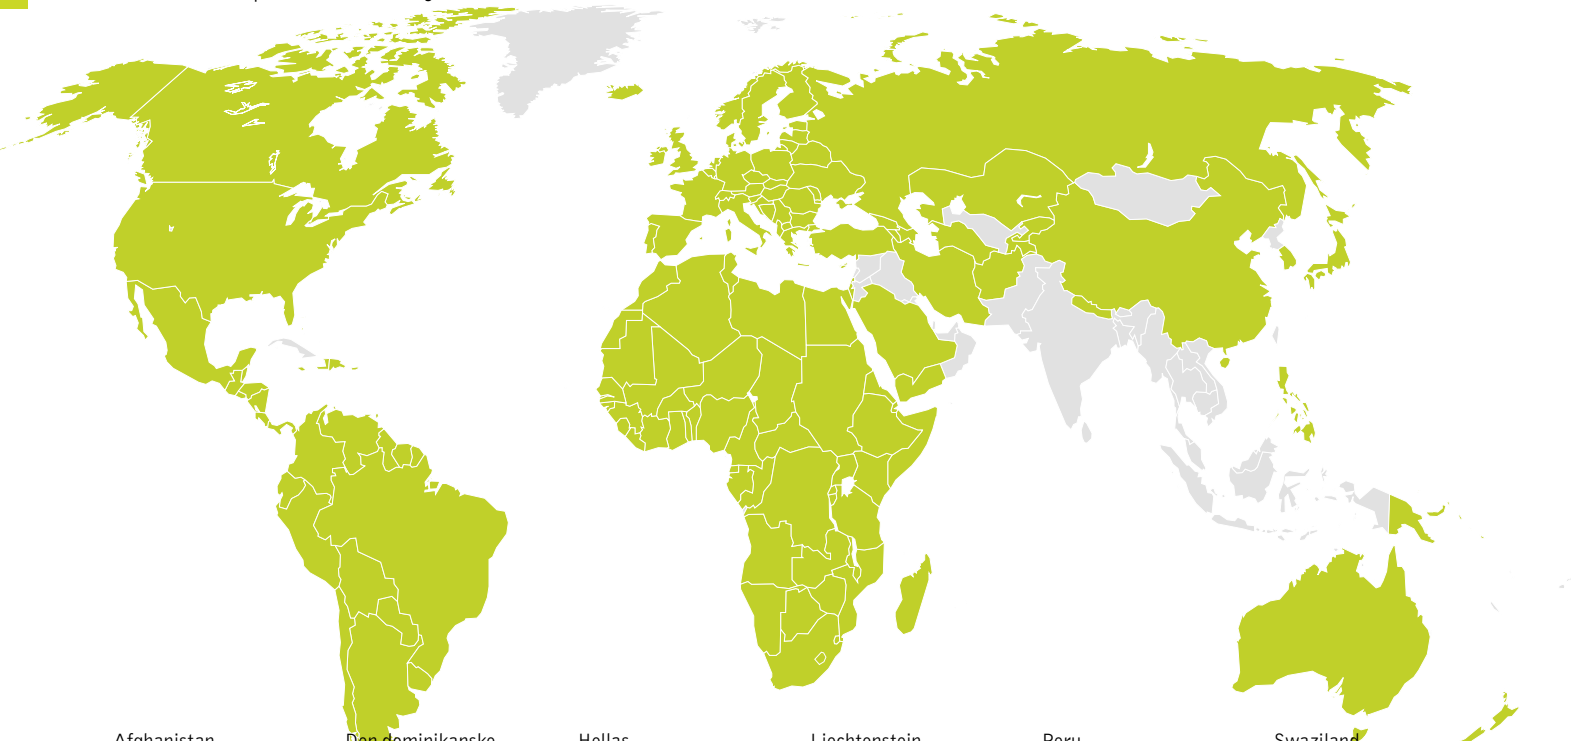 Afghanistan
Den dominikanske
Hellas
Liechtenstein
Peru
Swaziland